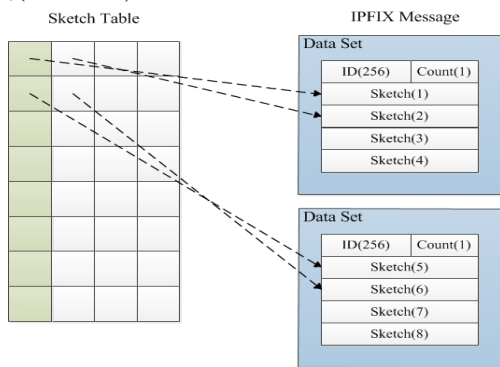 Sketch Table
IPFIX Message
Data Set
ID(256) Count(1)
Sketch(1)
Sketch(2)
Sketch(3)
Sketch(4)
Data Set
ID(256) Count(1)
Sketch(5)
Sketch(6)
Sketch(7)
Sketch(8)